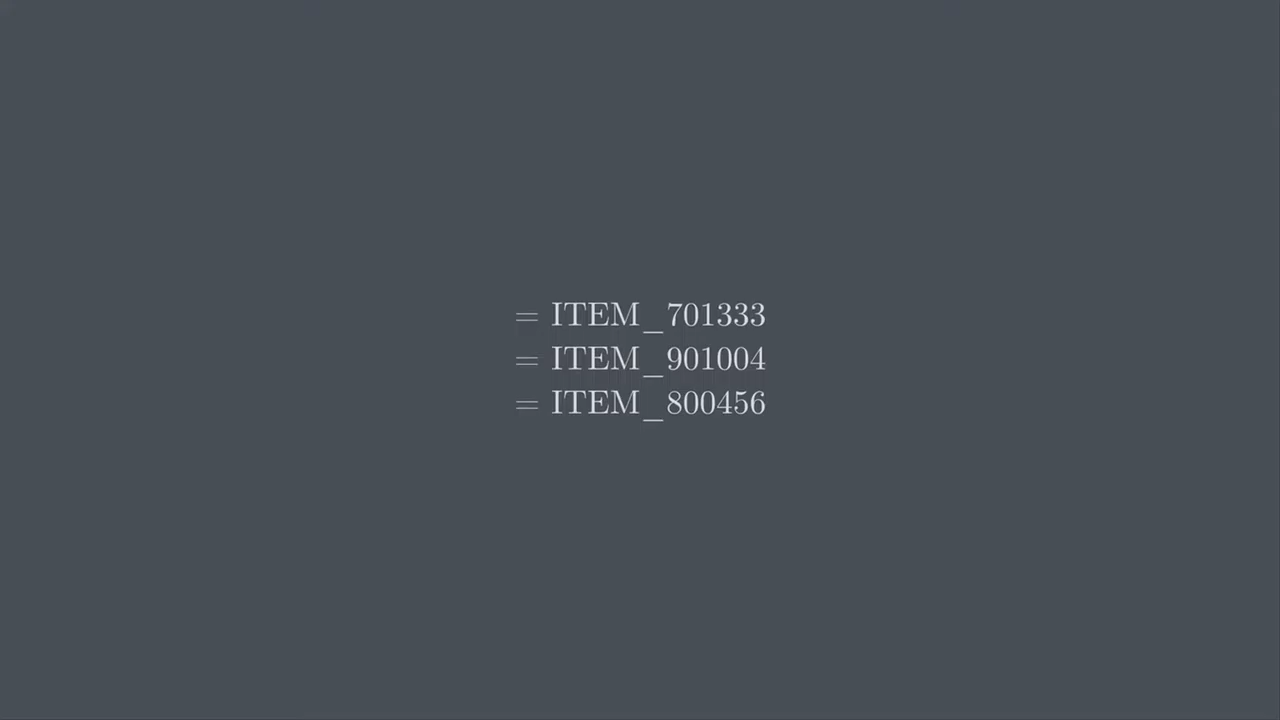 = ITEM_701333
= ITEM_901004
= ITEM_800456